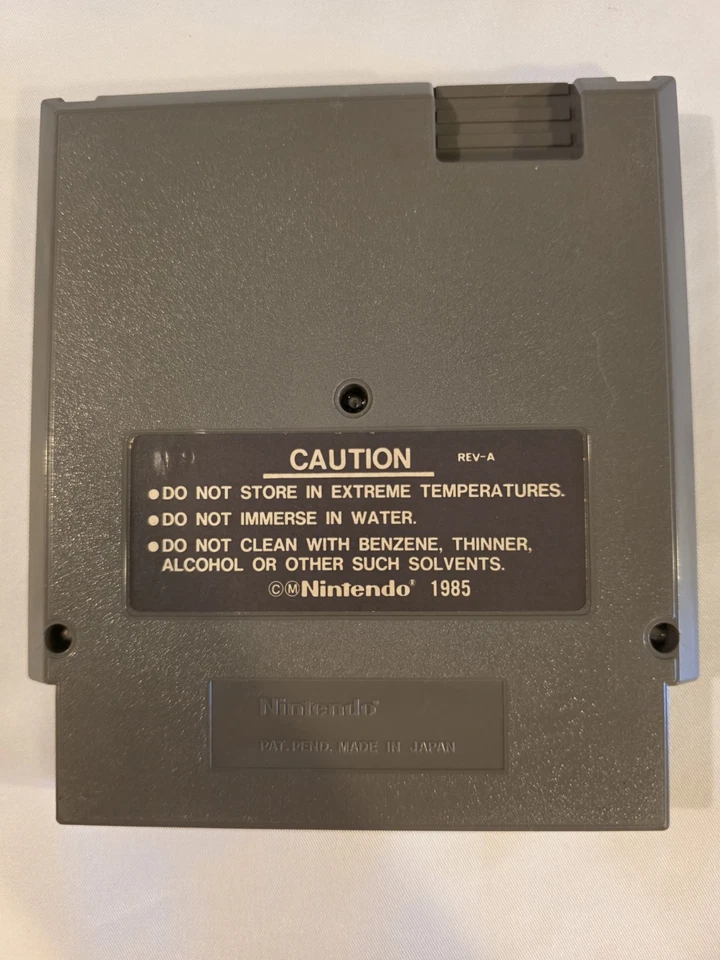 CAUTION REV-A
●DO NOT STORE IN EXTREME TEMPERATURES.
●DO NOT IMMERSE IN WATER.
●DO NOT CLEAN WITH BENZENE, THINNER,
ALCOHOL OR OTHER SUCH SOLVENTS.
©ⓂNintendo® 1985
Nintendo®
PAT. PEND. MADE IN JAPAN